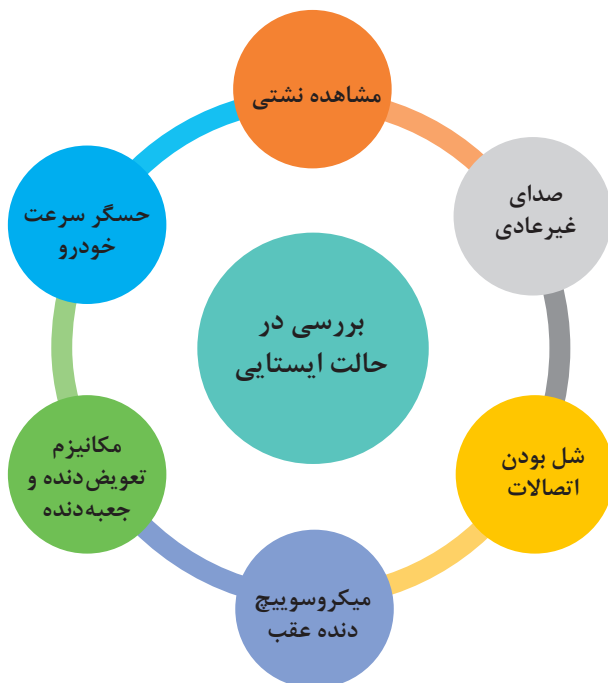 مشاهده نشتی
صدای
غیرعادی
شل بودن
اتصالات
میکروسوییچ
دنده عقب
مکانیزم
تعویض‌دنده و
جعبه‌دنده
حسگر سرعت
خودرو
بررسی در
حالت ایستایی